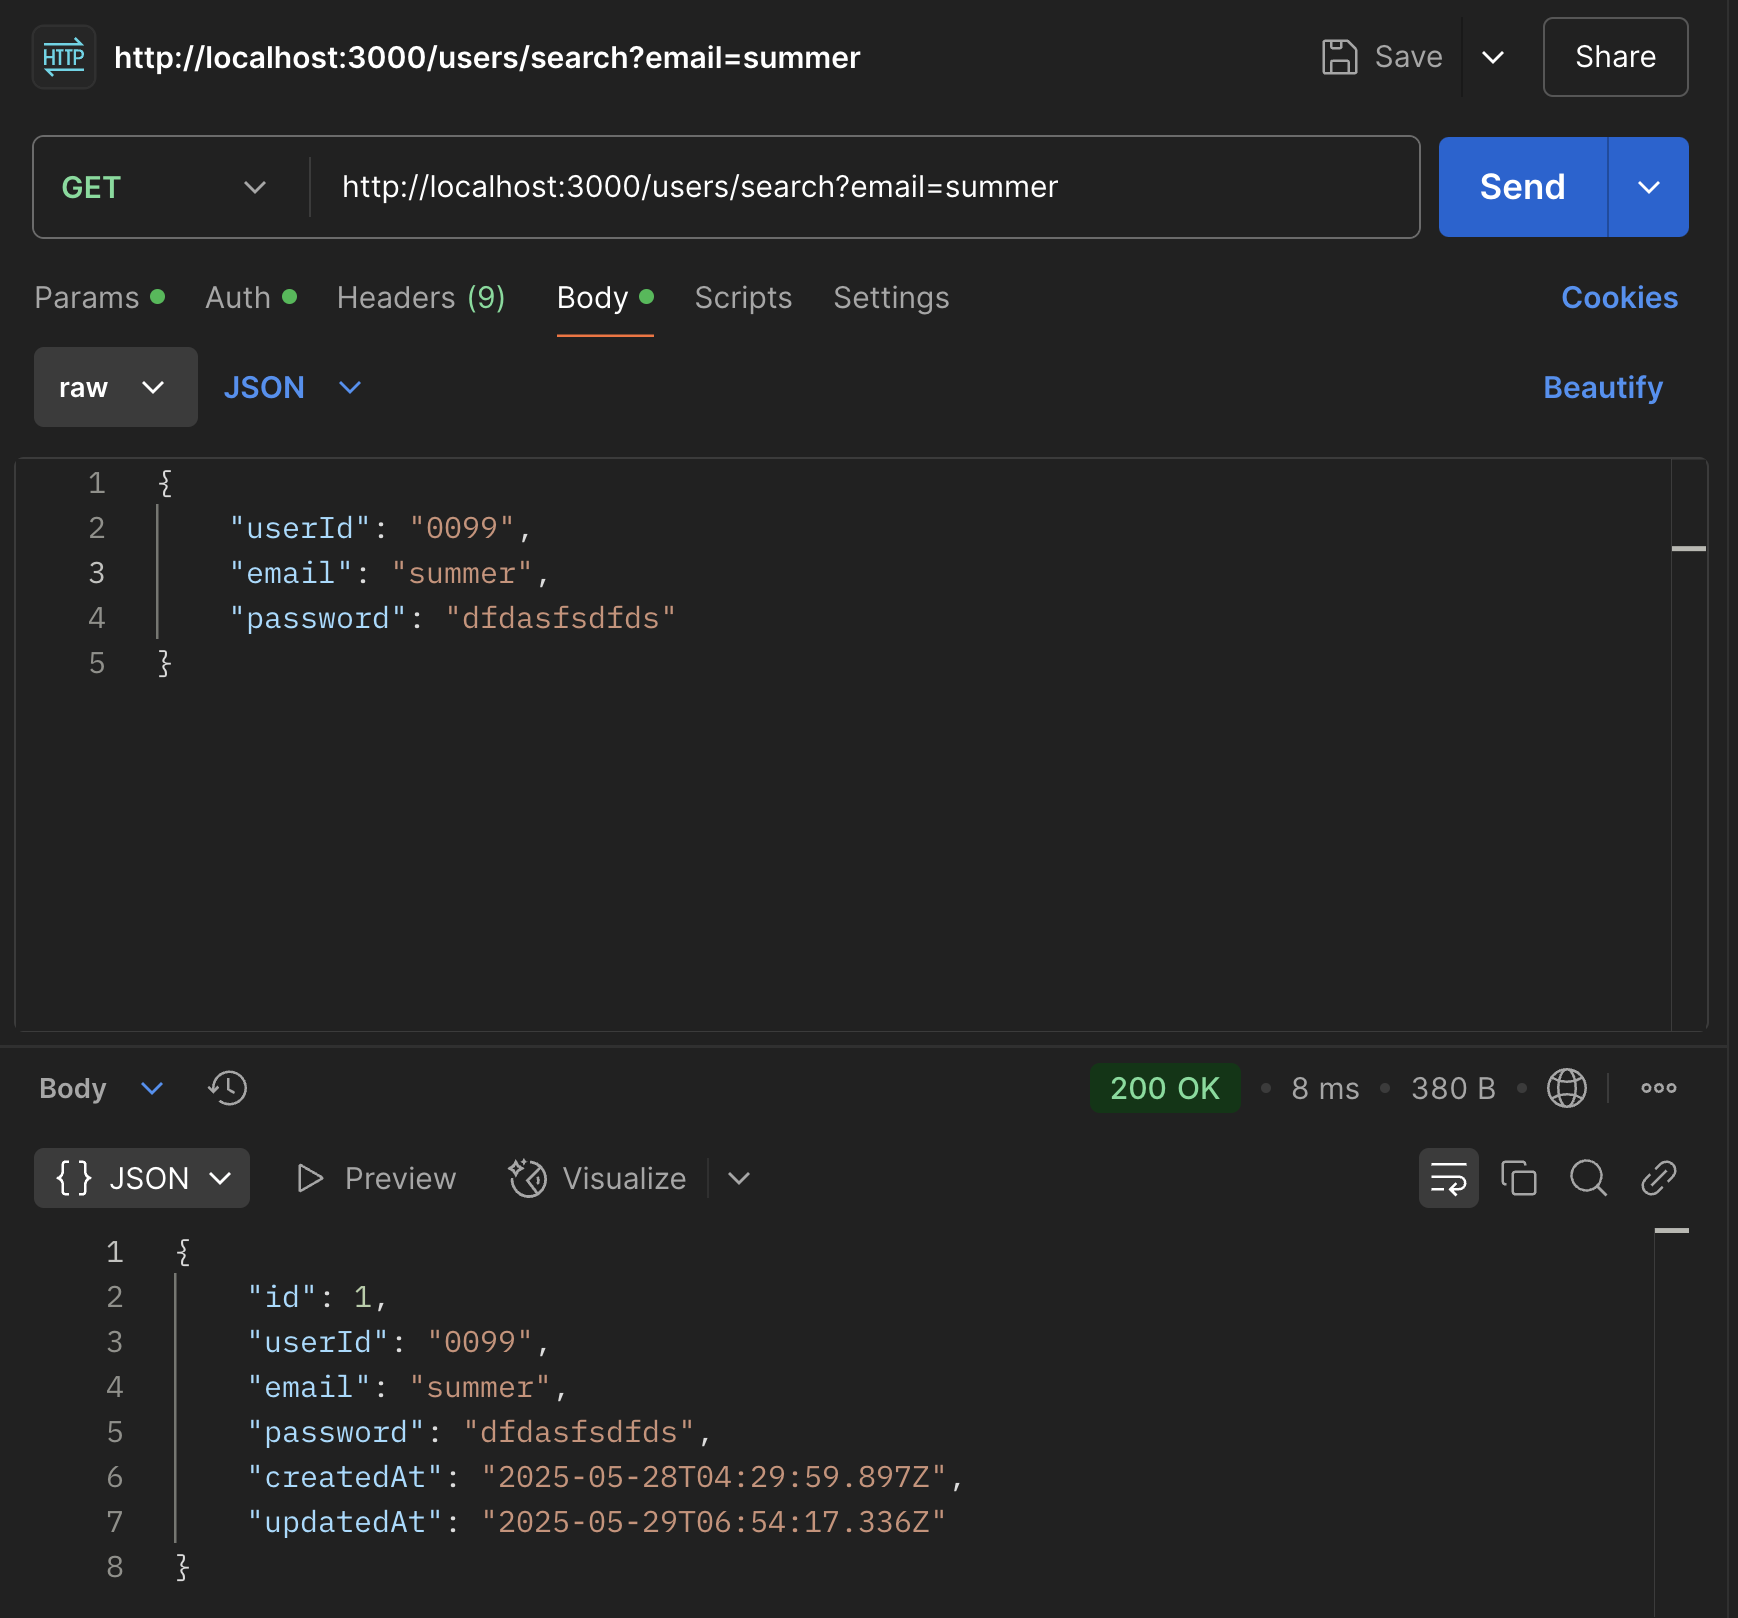 HTTP http://localhost:3000/users/search?email=summer Save Share
GET http://localhost:3000/users/search?email=summer Send
Params Auth Headers (9) Body Scripts Settings Cookies
raw JSON Beautify
1 {
2 "userId": "0099",
3 "email": "summer",
4 "password": "dfdasfsdfds"
5 }
Body 200 OK • 8 ms • 380 B •
{} JSON Preview Visualize
1 {
2 "id": 1,
3 "userId": "0099",
4 "email": "summer",
5 "password": "dfdasfsdfds",
6 "createdAt": "2025-05-28T04:29:59.897Z",
7 "updatedAt": "2025-05-29T06:54:17.336Z"
8 }